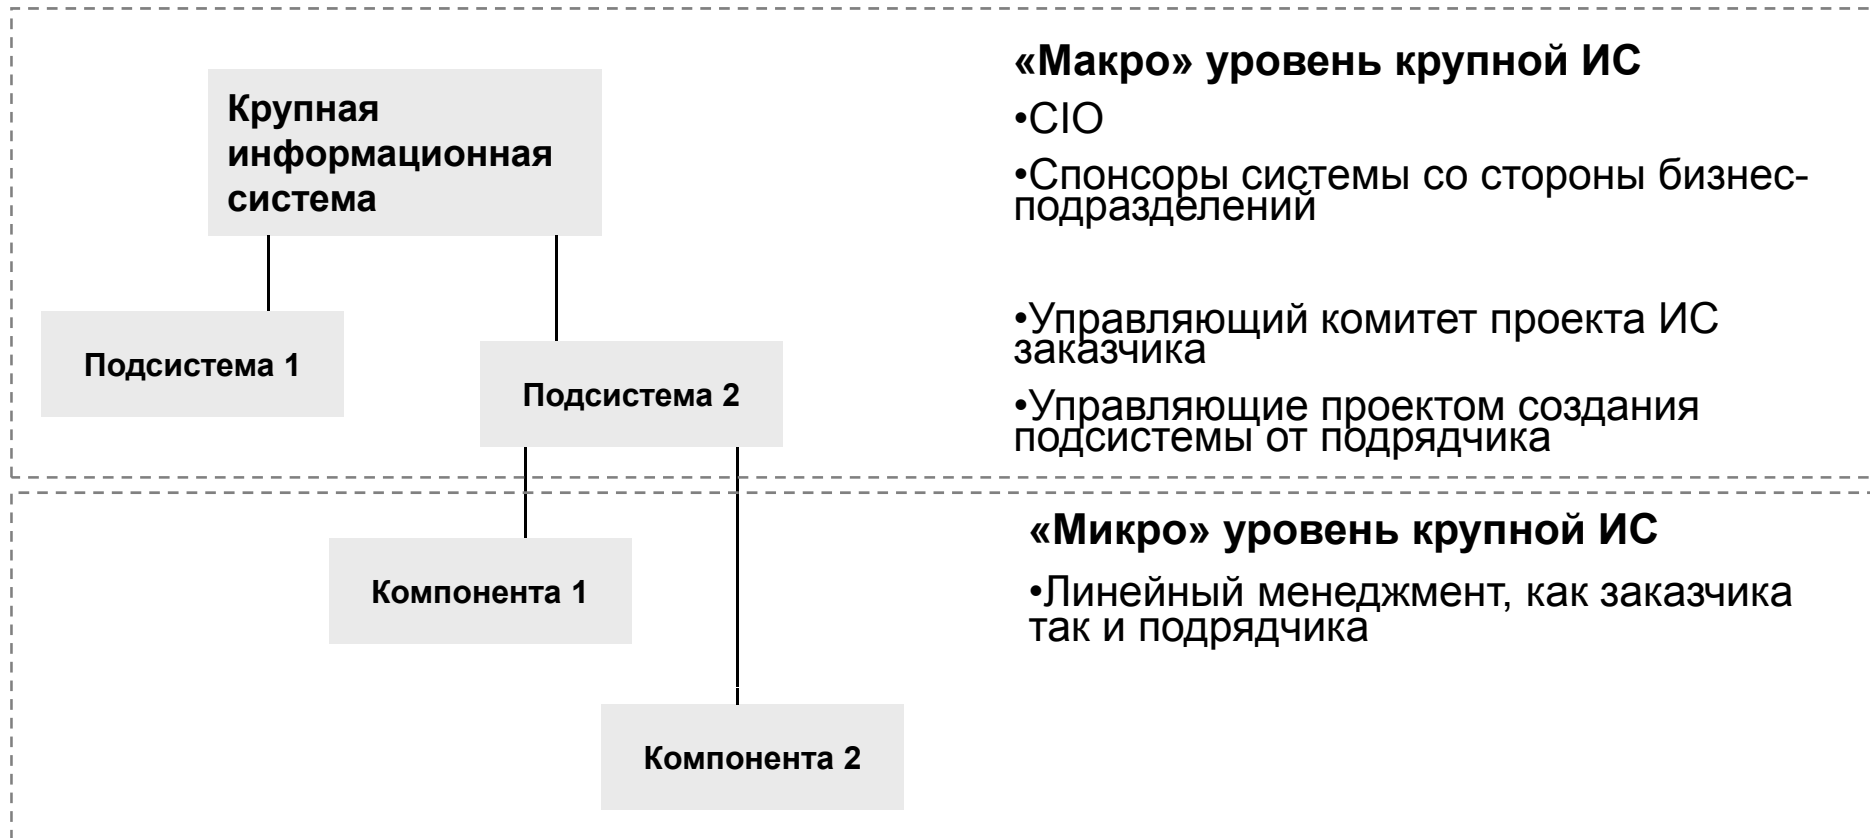 Крупная
информационная
система
Подсистема 1
Подсистема 2
«Макро» уровень крупной ИС
•CIO
•Спонсоры системы со стороны бизнес-
подразделений
•Управляющий комитет проекта ИС
заказчика
•Управляющие проектом создания
подсистемы от подрядчика
Компонента 1
Компонента 2
«Микро» уровень крупной ИС
•Линейный менеджмент, как заказчика
так и подрядчика